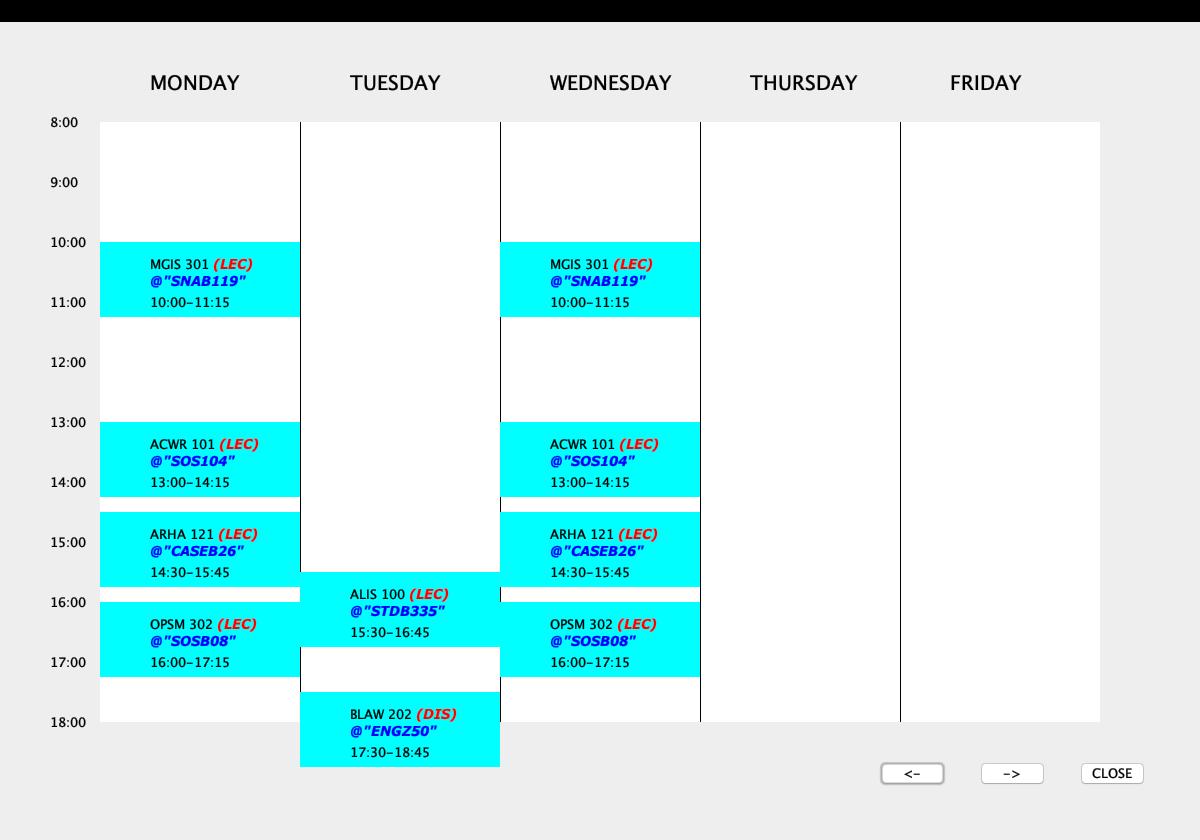 MONDAY TUESDAY WEDNESDAY THURSDAY FRIDAY
8:00
9:00
10:00
11:00
12:00
13:00
14:00
15:00
16:00
17:00
18:00
MGIS 301 (LEC)
@"SNAB119"
10:00-11:15
ACWR 101 (LEC)
@"SOS104"
13:00-14:15
ARHA 121 (LEC)
@"CASEB26"
14:30-15:45
OPSM 302 (LEC)
@"SOSB08"
16:00-17:15
ALIS 100 (LEC)
@"STDB335"
15:30-16:45
BLAW 202 (DIS)
@"ENGZ50"
17:30-18:45
MGIS 301 (LEC)
@"SNAB119"
10:00-11:15
ACWR 101 (LEC)
@"SOS104"
13:00-14:15
ARHA 121 (LEC)
@"CASEB26"
14:30-15:45
OPSM 302 (LEC)
@"SOSB08"
16:00-17:15
<- -> CLOSE